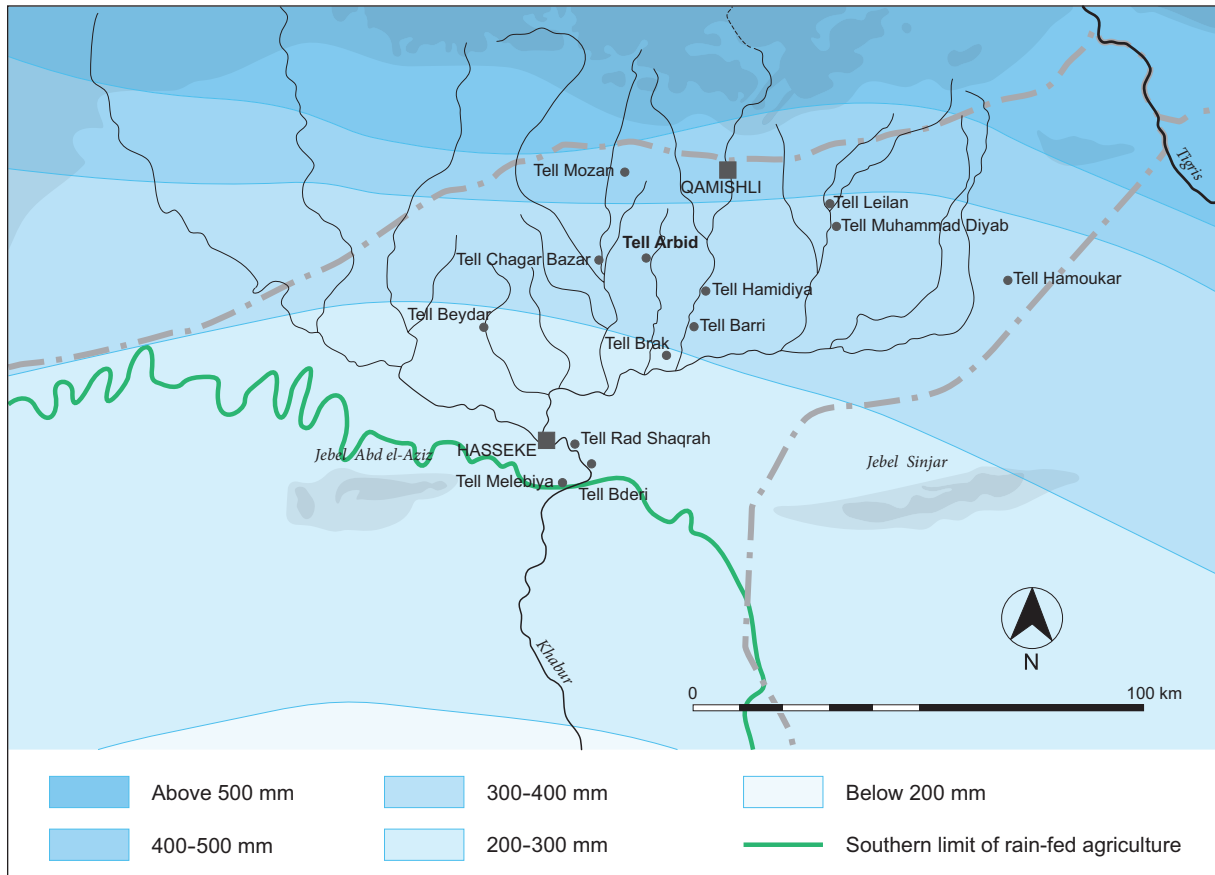 Tigris
Tell Mozan
QAMISHLI
Tell Leilan
Tell Muhammad Diyab
Tell Arbid
Tell Chagar Bazar
Tell Hamoukar
Tell Hamidiya
Tell Beydar
Tell Barri
Tell Brak
Tell Rad Shaqrah
HASSEKE
Jebel Abd el-Aziz
Jebel Sinjar
Tell Melebiya
Tell Bderi
Khabur
N
0
100 km
Above 500 mm
300-400 mm
Below 200 mm
400-500 mm
200-300 mm
Southern limit of rain-fed agriculture